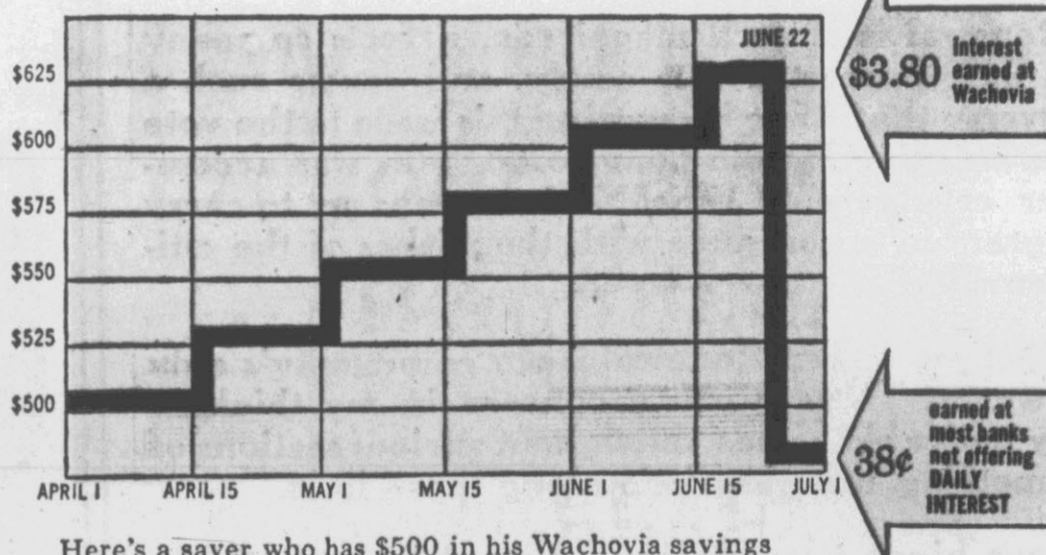 JUNE 22
$625
$600
$575
$550
$525
$500
APRIL 1
APRIL 15
MAY 1
MAY 15
JUNE 1
JUNE 15
JULY 1
$3.80
Interest
earned at
Wachovia
38¢
earned at
most banks
not offering
DAILY
INTEREST
Here's a saver who has $500 in his Wachovia savings